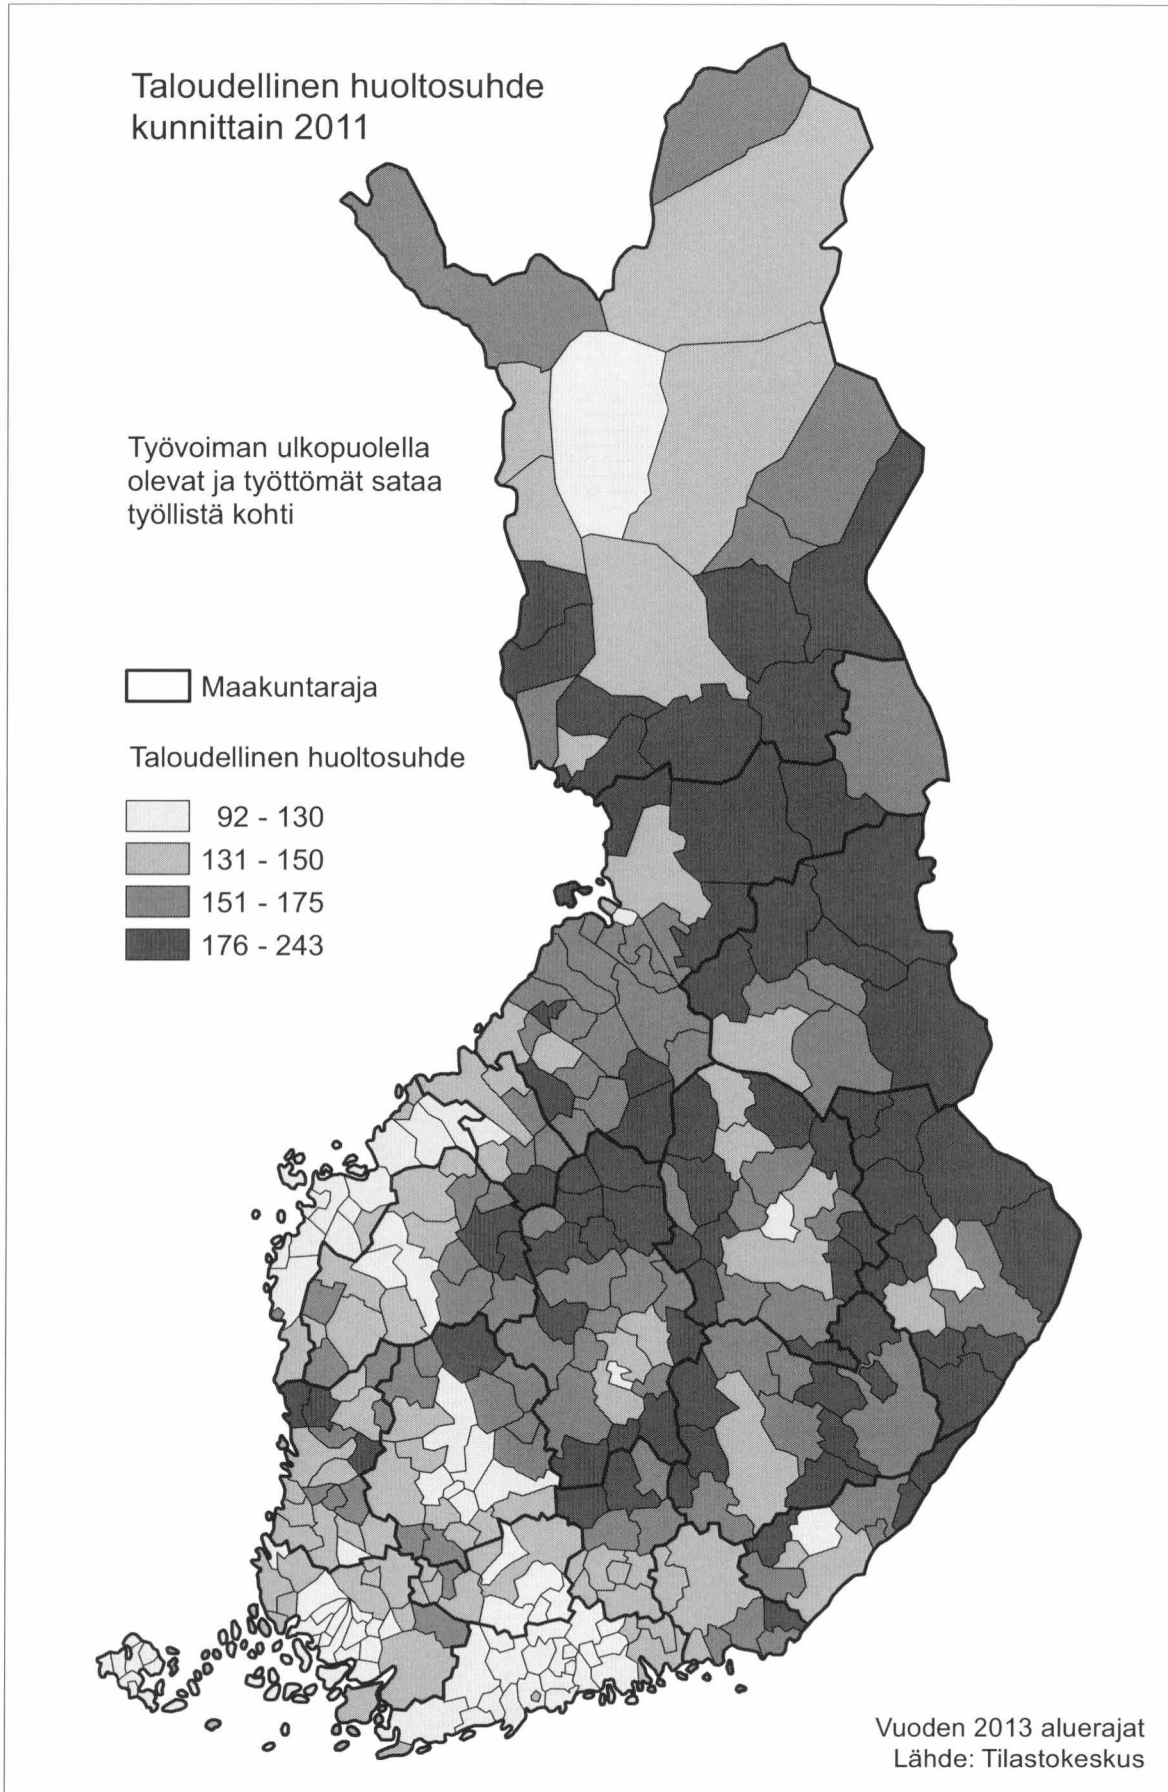 Taloudellinen huoltosuhde
kunnittain 2011
Työvoiman ulkopuolella
olevat ja työttömät sataa
työllistä kohti
Maakuntaraja
Taloudellinen huoltosuhde
92 - 130
131 - 150
151 - 175
176 - 243
Vuoden 2013 aluerajat
Lähde: Tilastokeskus